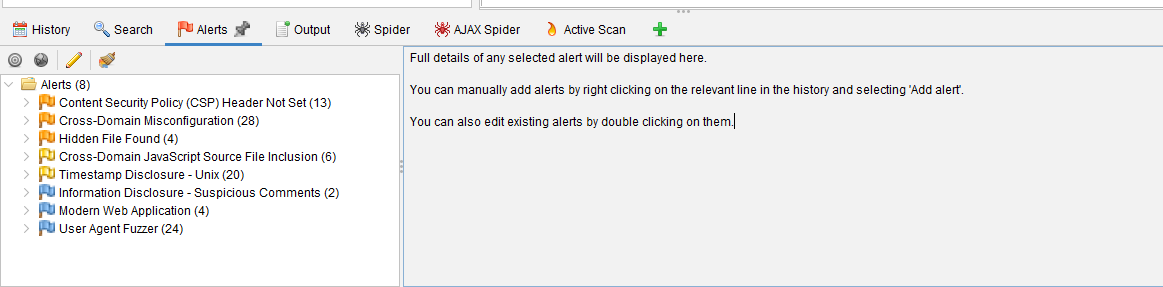 History Search Alerts Output Spider AJAX Spider Active Scan
Full details of any selected alert will be displayed here.
You can manually add alerts by right clicking on the relevant line in the history and selecting 'Add alert'.
You can also edit existing alerts by double clicking on them.
Alerts (8)
Content Security Policy (CSP) Header Not Set (13)
Cross-Domain Misconfiguration (28)
Hidden File Found (4)
Cross-Domain JavaScript Source File Inclusion (6)
Timestamp Disclosure - Unix (20)
Information Disclosure - Suspicious Comments (2)
Modern Web Application (4)
User Agent Fuzzer (24)